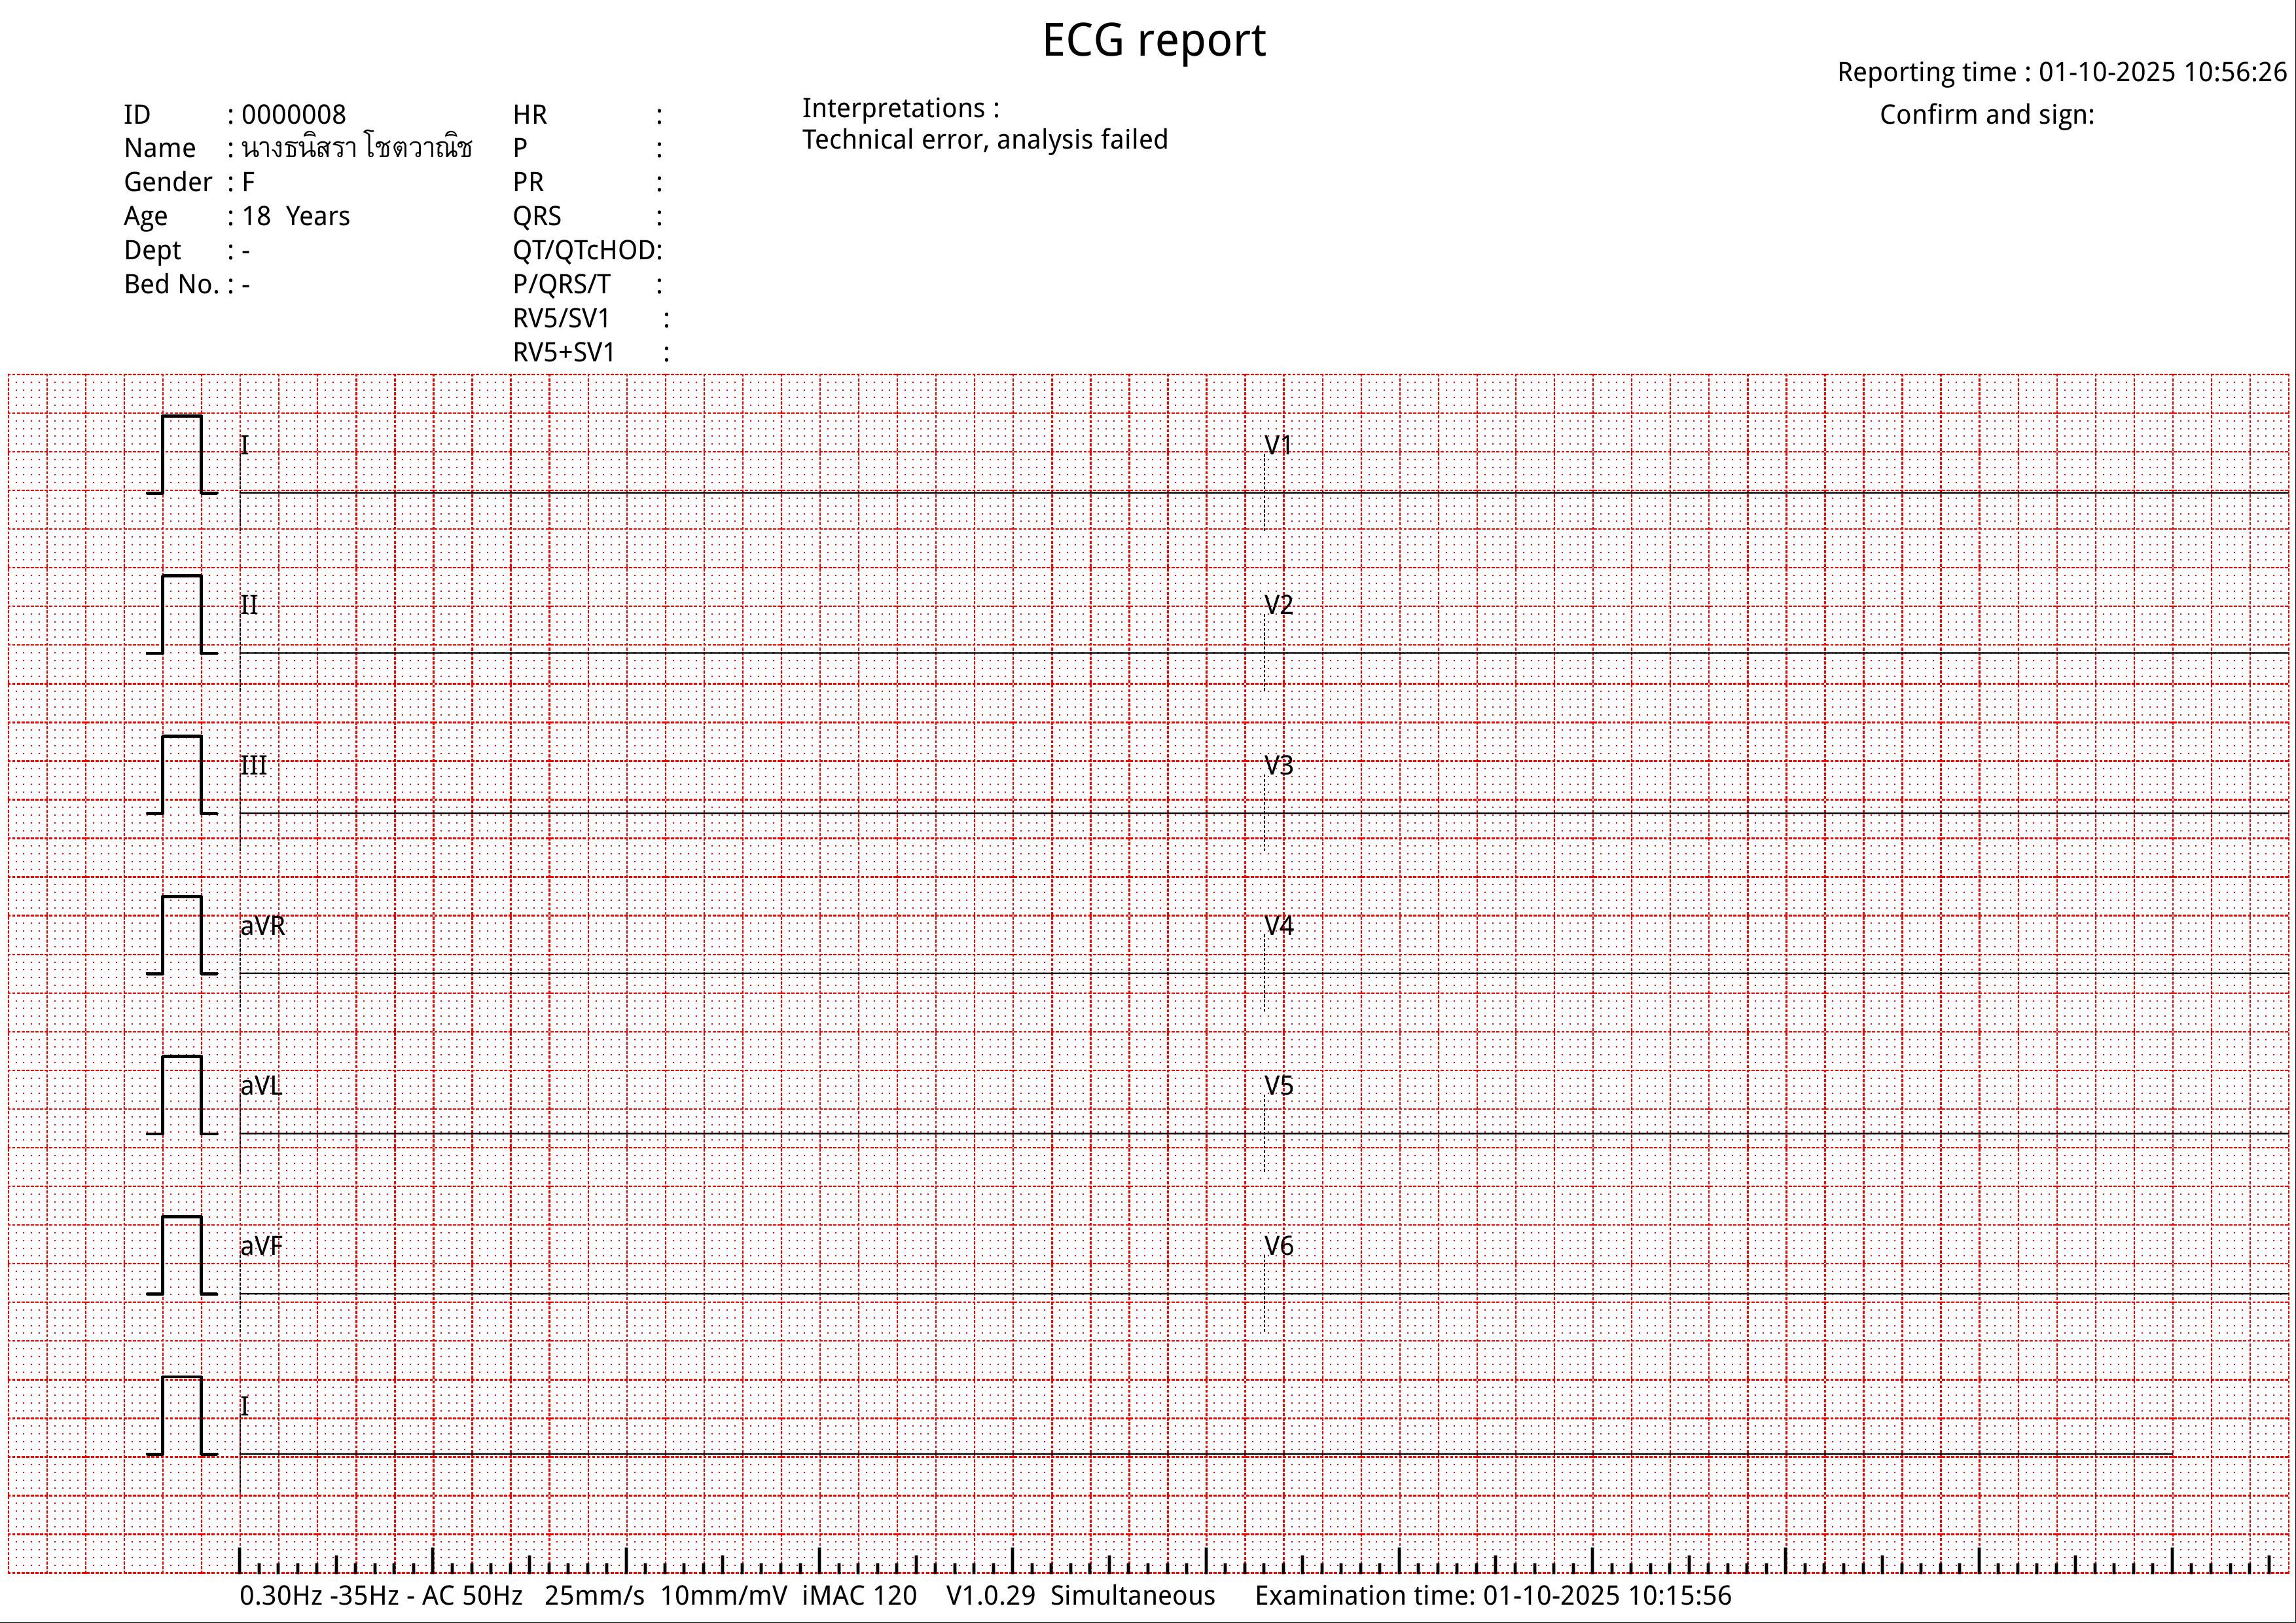 ECG report
Reporting time : 01-10-2025 10:56:26
Confirm and sign:
ID : 0000008
Name : นางธนิสรา โชตวาณิช
Gender : F
Age : 18 Years
Dept : -
Bed No. : -
HR :
P :
PR :
QRS :
QT/QTcHOD:
P/QRS/T :
RV5/SV1 :
RV5+SV1 :
Interpretations :
Technical error, analysis failed
I V1
II V2
III V3
aVR V4
aVL V5
aVF V6
I
0.30Hz -35Hz - AC 50Hz 25mm/s 10mm/mV iMAC 120 V1.0.29 Simultaneous Examination time: 01-10-2025 10:15:56